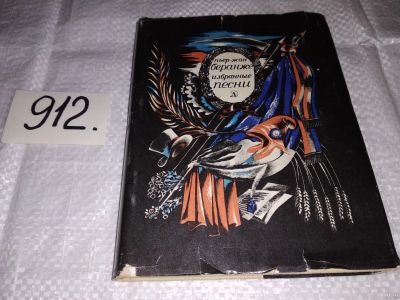 912.
пьер-жан
беранже
избранные
песни